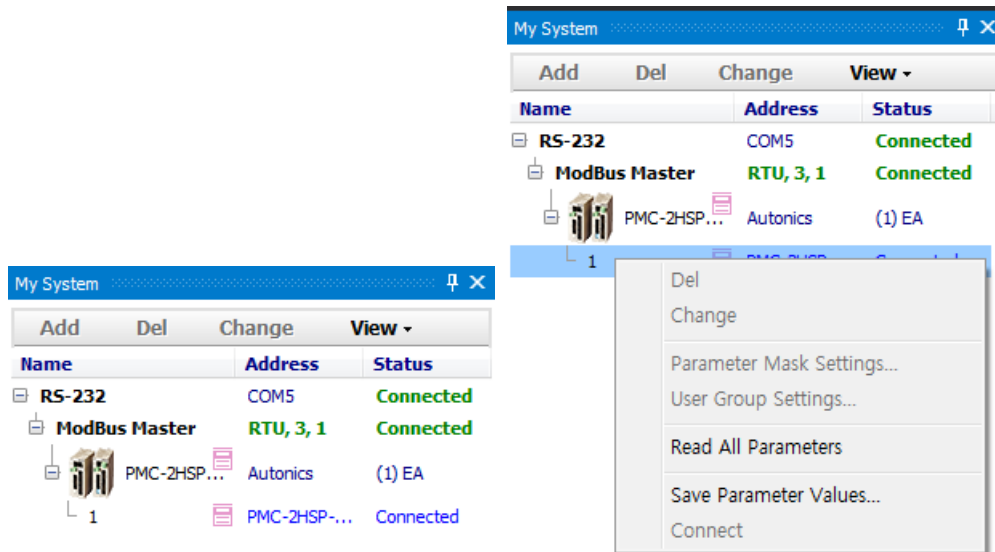 My System
Add Del Change View
Name Address Status
RS-232 COM5 Connected
ModBus Master RTU, 3, 1 Connected
PMC-2HSP... Autonics (1) EA
1 PMC-2HSP-... Connected
My System
Add Del Change View
Name Address Status
RS-232 COM5 Connected
ModBus Master RTU, 3, 1 Connected
PMC-2HSP... Autonics (1) EA
1
Del
Change
Parameter Mask Settings...
User Group Settings...
Read All Parameters
Save Parameter Values...
Connect